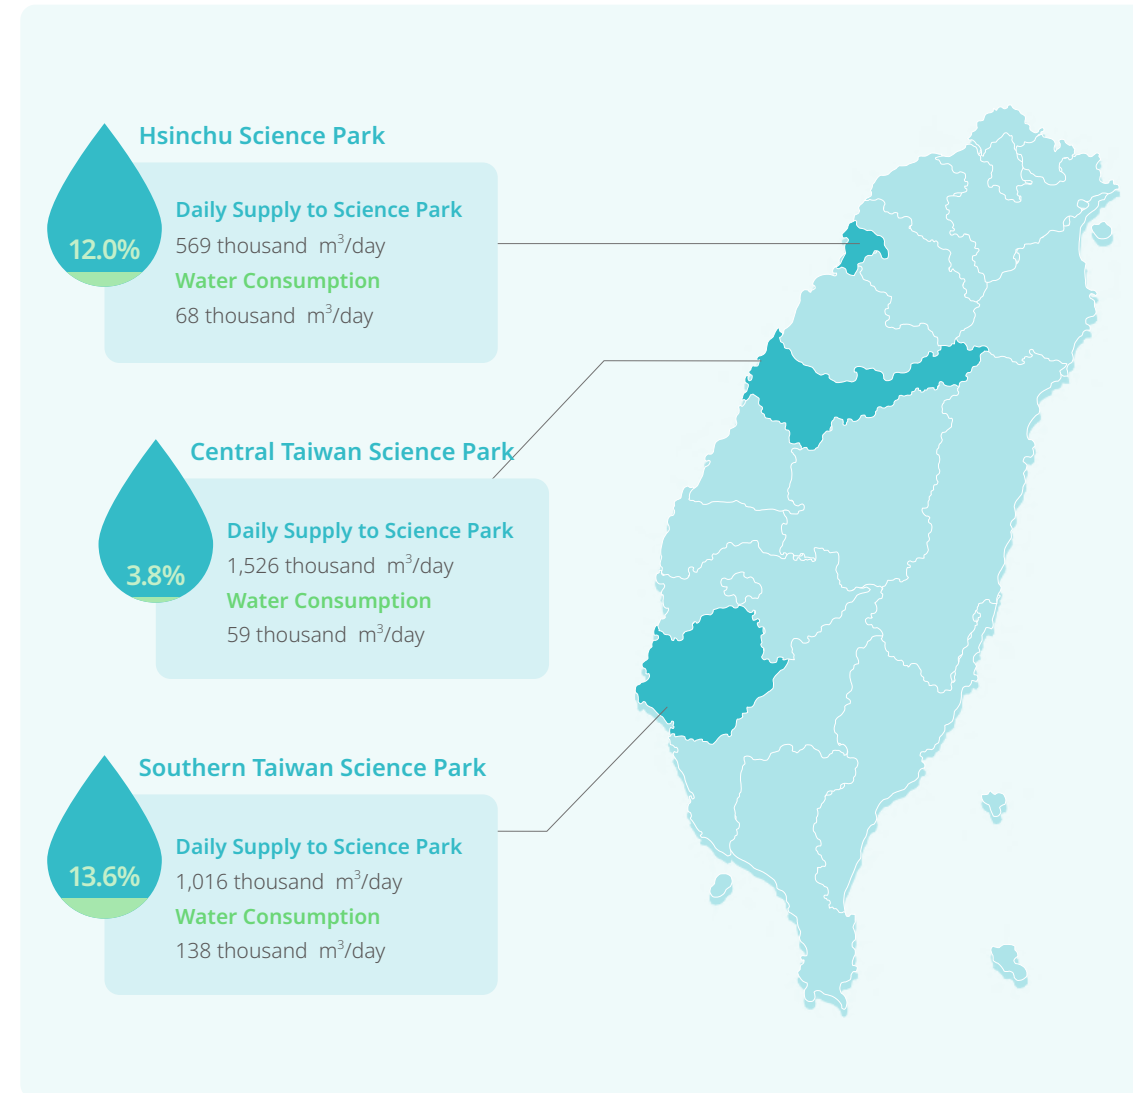 Hsinchu Science Park
12.0%
Daily Supply to Science Park
569 thousand m³/day
Water Consumption
68 thousand m³/day
Central Taiwan Science Park
3.8%
Daily Supply to Science Park
1,526 thousand m³/day
Water Consumption
59 thousand m³/day
Southern Taiwan Science Park
13.6%
Daily Supply to Science Park
1,016 thousand m³/day
Water Consumption
138 thousand m³/day